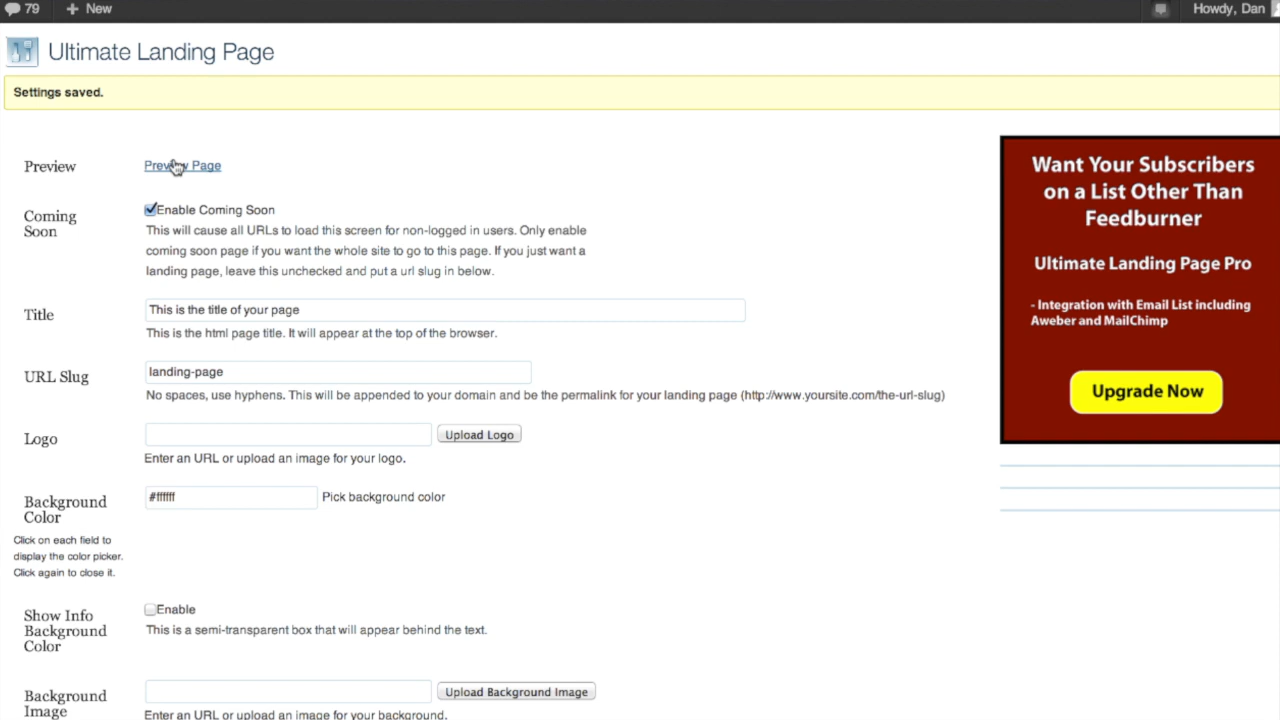 79 + New Howdy, Dan
Ultimate Landing Page
Settings saved.
Preview Preview Page
Coming
Soon
Enable Coming Soon
This will cause all URLs to load this screen for non-logged in users. Only enable
coming soon page if you want the whole site to go to this page. If you just want a
landing page, leave this unchecked and put a url slug in below.
Title This is the title of your page
This is the html page title. It will appear at the top of the browser.
URL Slug landing-page
No spaces, use hyphens. This will be appended to your domain and be the permalink for your landing page (http://www.yoursite.com/the-url-slug)
Logo Upload Logo
Enter an URL or upload an image for your logo.
Background
Color
#ffffff Pick background color
Click on each field to
display the color picker.
Click again to close it.
Show Info
Background
Color
Enable
This is a semi-transparent box that will appear behind the text.
Background
Image
Upload Background Image
Enter an URL or upload an image for your background.
Want Your Subscribers
on a List Other Than
Feedburner
Ultimate Landing Page Pro
- Integration with Email List including
Aweber and MailChimp
Upgrade Now